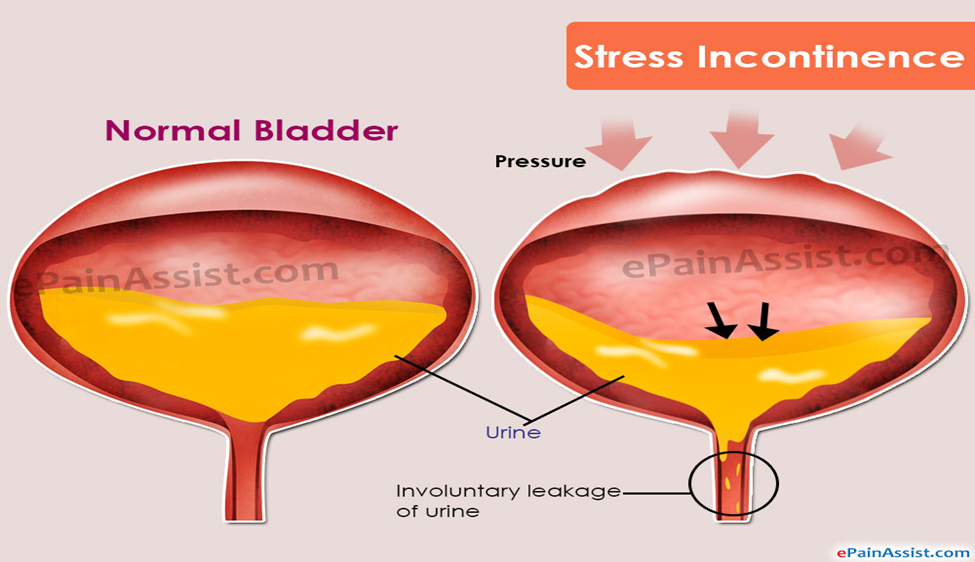 Stress Incontinence
Normal Bladder
Pressure
ePainAssist.com
ePainAssist.com
Urine
Involuntary leakage
of urine
ePainAssist.com